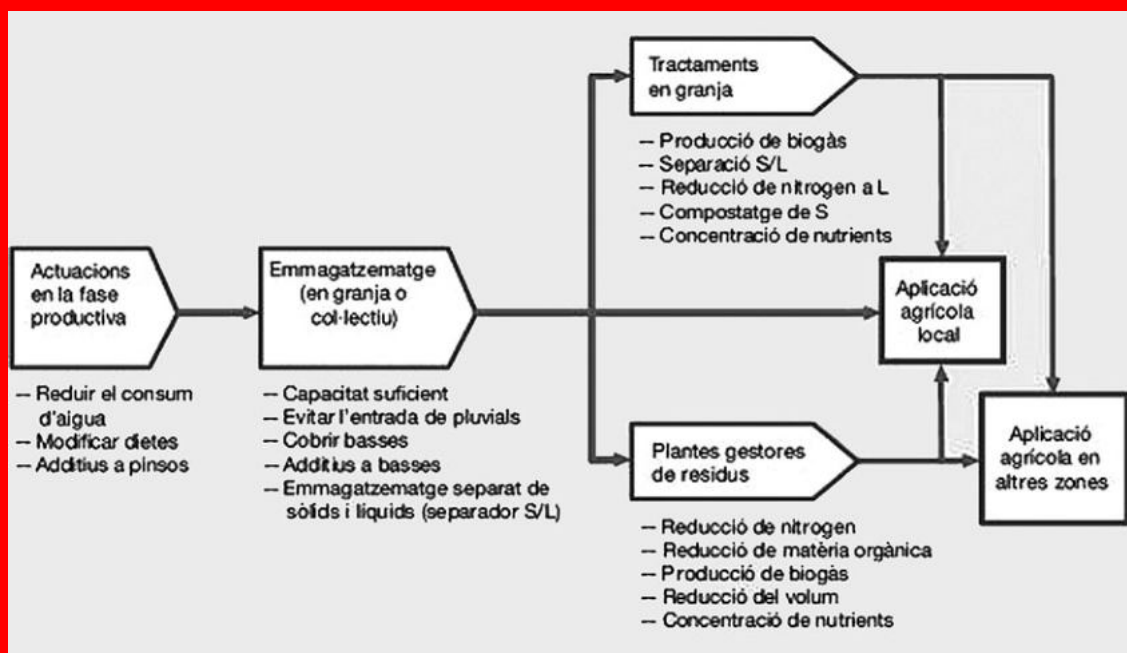 Actuacions
en la fase
productiva
— Reduir el consum
d'aigua
— Modificar dietes
— Additius a pinsos
Emmagatzematge
(en granja o
col·lectiu)
— Capacitat suficient
— Evitar l'entrada de pluvials
— Cobrir basses
— Additius a basses
— Emmagatzematge separat de
sòlids i líquids (separador S/L)
Tractaments
en granja
— Producció de biogàs
— Separació S/L
— Reducció de nitrogen a L
— Compostatge de S
— Concentració de nutrients
Plantes gestores
de residus
— Reducció de nitrogen
— Reducció de matèria orgànica
— Producció de biogàs
— Reducció del volum
— Concentració de nutrients
Aplicació
agrícola
local
Aplicació
agrícola en
altres zones